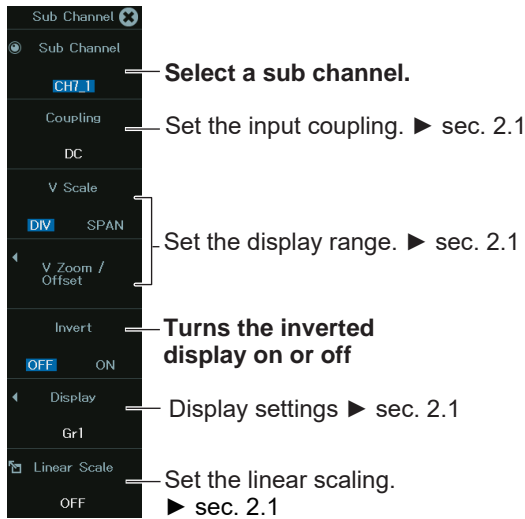 Sub Channel
Sub Channel
CH7_1
Select a sub channel.
Coupling
DC
Set the input coupling. ► sec. 2.1
V Scale
DIV SPAN
V Zoom /
Offset
Set the display range. ► sec. 2.1
Invert
OFF ON
Turns the inverted
display on or off
Display
Gr1
Display settings ► sec. 2.1
Linear Scale
OFF
Set the linear scaling.
► sec. 2.1